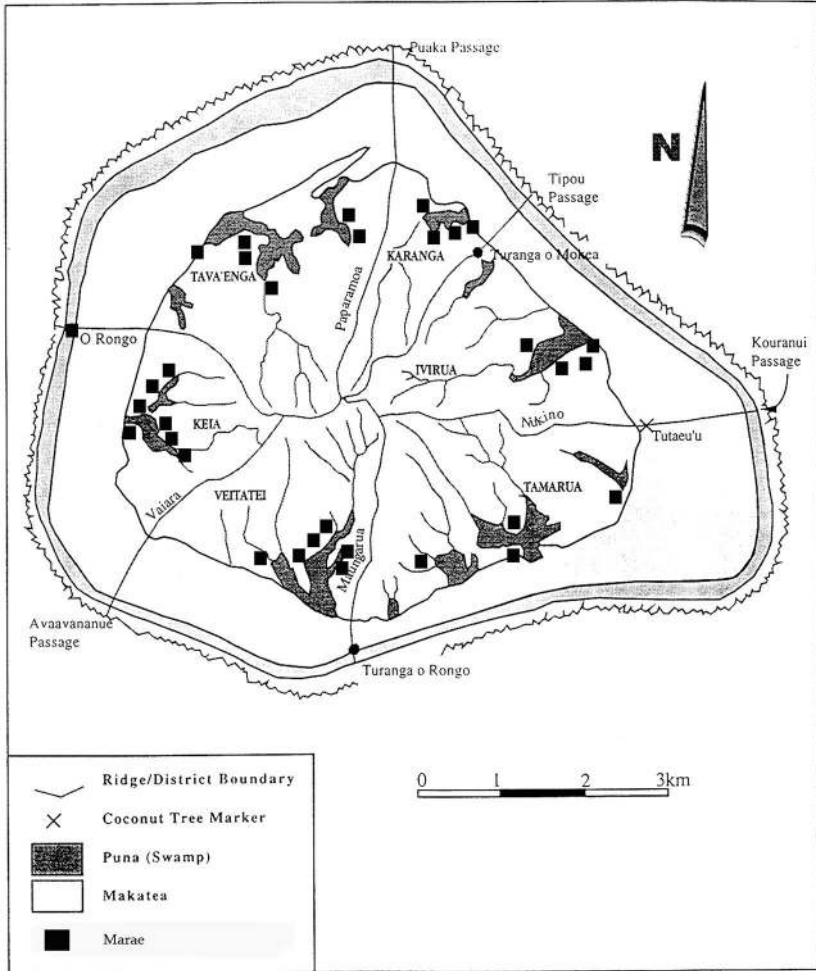 Puaka Passage
N
Tipou
Passage
KARANGA
Turanga o Mokea
TAVA'ENGA
Paparamoa
O Rongo
Kouranui
Passage
IVIRUA
Nukino
KEIA
Tutaeu'u
VEITATEI
TAMARUA
Vaiara
Maungarua
Avaavananue
Passage
Turanga o Rongo
Ridge/District Boundary
Coconut Tree Marker
Puna (Swamp)
Makatea
Marae
0 1 2 3km